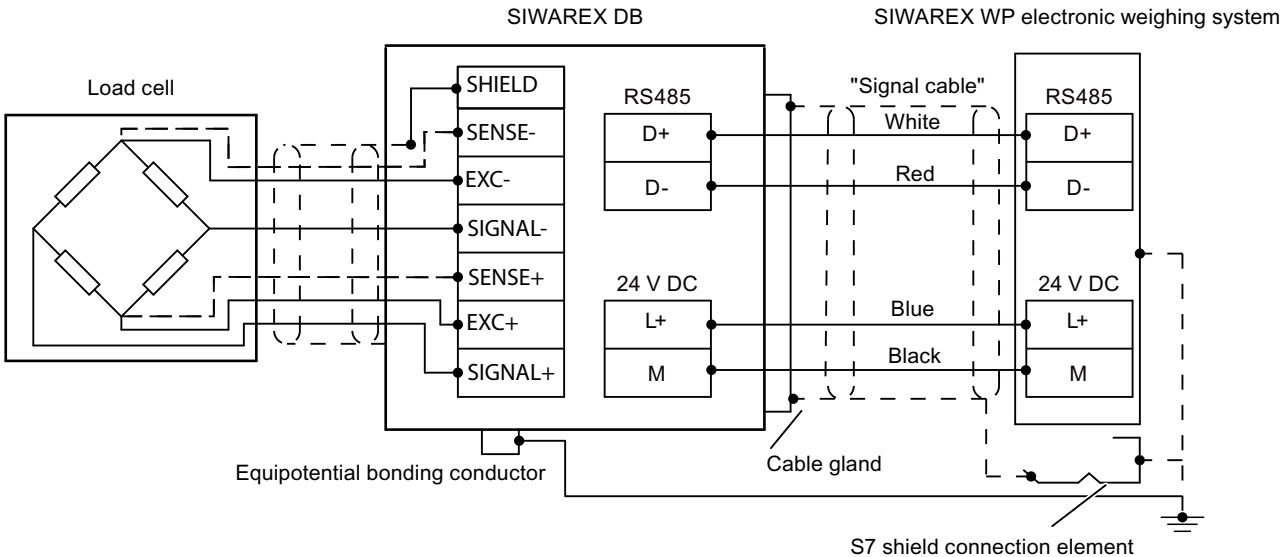 SIWAREX DB
SIWAREX WP electronic weighing system
Load cell
SHIELD
SENSE-
EXC-
SIGNAL-
SENSE+
EXC+
SIGNAL+
RS485
D+
D-
24 V DC
L+
M
"Signal cable"
White
Red
Blue
Black
RS485
D+
D-
24 V DC
L+
M
Equipotential bonding conductor
Cable gland
S7 shield connection element